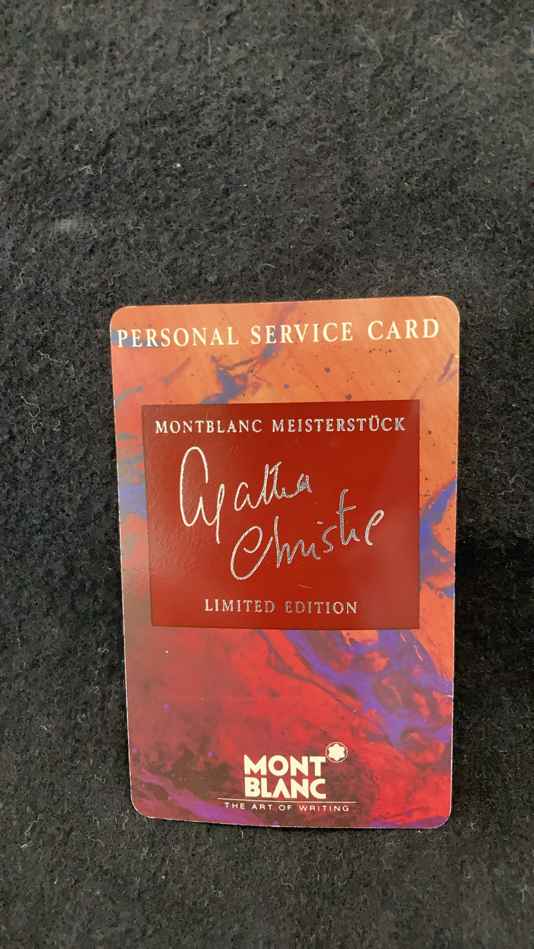 PERSONAL SERVICE CARD
MONTBLANC MEISTERSTÜCK
Agatha
Christie
LIMITED EDITION
MONT
BLANC
THE ART OF WRITING